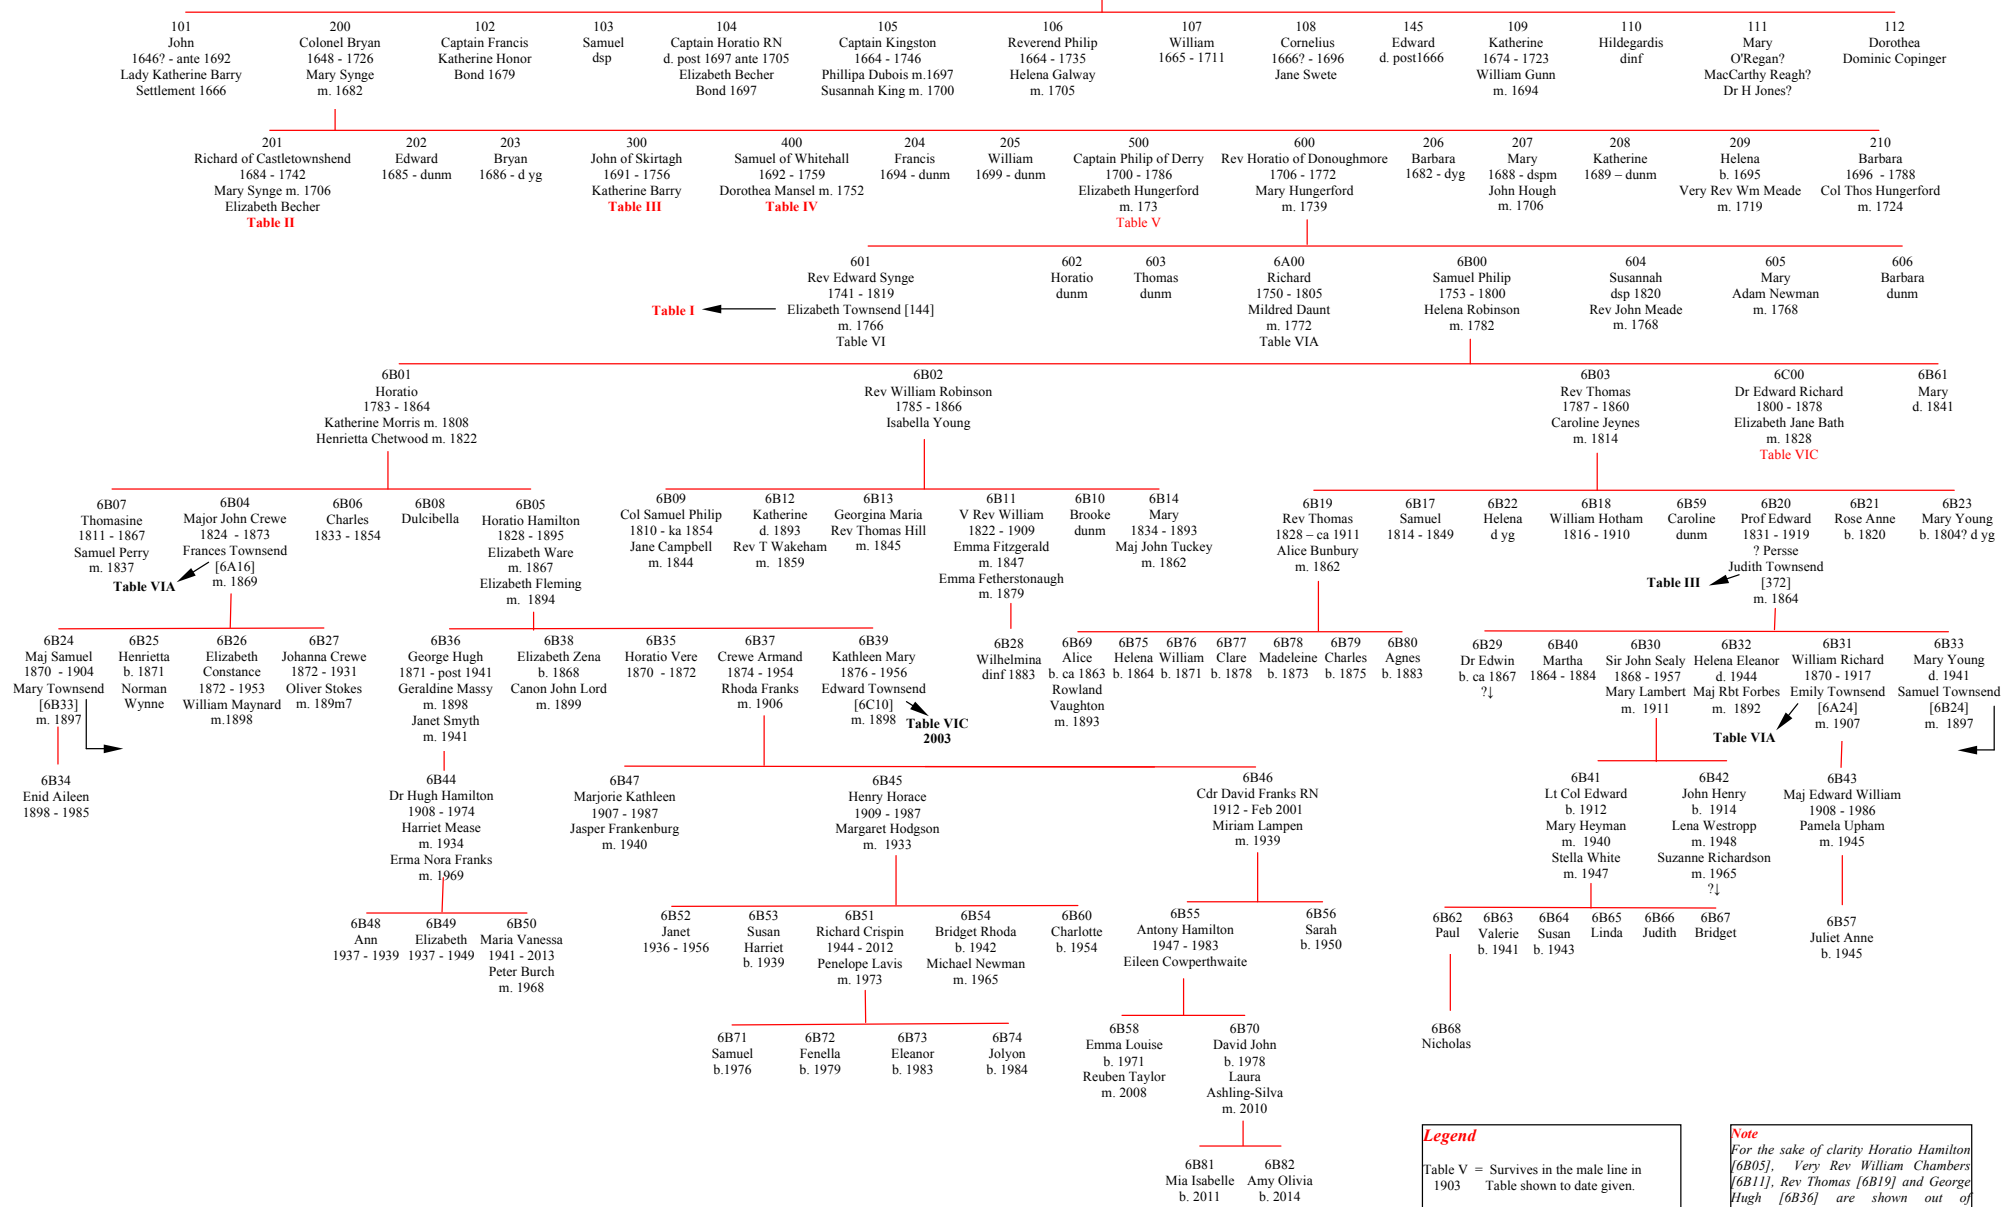 101
John
1646? - ante 1692
Lady Katherine Barry
Settlement 1666
200
Colonel Bryan
1648 - 1726
Mary Synge
m. 1682
102
Captain Francis
Katherine Honor
Bond 1679
103
Samuel
dsp
104
Captain Horatio RN
d. post 1697 ante 1705
Elizabeth Becher
Bond 1697
105
Captain Kingston
1664 - 1746
Phillipa Dubois m.1697
Susannah King m. 1700
106
Reverend Philip
1664 - 1735
Helena Galway
m. 1705
107
William
1665 - 1711
108
Cornelius
1666? - 1696
Jane Swete
145
Edward
d. post1666
109
Katherine
1674 - 1723
William Gunn
m. 1694
110
Hildegardis
dinf
111
Mary
O'Regan?
MacCarthy Reagh?
Dr H Jones?
112
Dorothea
Dominic Copinger
201
Richard of Castletownshend
1684 - 1742
Mary Synge m. 1706
Elizabeth Becher
Table II
202
Edward
1685 - dunm
203
Bryan
1686 - d yg
300
John of Skirtagh
1691 - 1756
Katherine Barry
Table III
400
Samuel of Whitehall
1692 - 1759
Dorothea Mansel m. 1752
Table IV
204
Francis
1694 - dunm
205
William
1699 - dunm
500
Captain Philip of Derry
1700 - 1786
Elizabeth Hungerford
m. 173
Table V
600
Rev Horatio of Donoughmore
1706 - 1772
Mary Hungerford
m. 1739
206
Barbara
1682 - dyg
207
Mary
1688 - dspm
John Hough
m. 1706
208
Katherine
1689 – dunm
209
Helena
b. 1695
Very Rev Wm Meade
m. 1719
210
Barbara
1696 - 1788
Col Thos Hungerford
m. 1724
601
Rev Edward Synge
1741 - 1819
Table I
Elizabeth Townsend [144]
m. 1766
Table VI
602
Horatio
dunm
603
Thomas
dunm
6A00
Richard
1750 - 1805
Mildred Daunt
m. 1772
Table VIA
6B00
Samuel Philip
1753 - 1800
Helena Robinson
m. 1782
604
Susannah
dsp 1820
Rev John Meade
m. 1768
605
Mary
Adam Newman
m. 1768
606
Barbara
dunm
6B01
Horatio
1783 - 1864
Katherine Morris m. 1808
Henrietta Chetwood m. 1822
6B02
Rev William Robinson
1785 - 1866
Isabella Young
6B03
Rev Thomas
1787 - 1860
Caroline Jeynes
m. 1814
6C00
Dr Edward Richard
1800 - 1878
Elizabeth Jane Bath
m. 1828
Table VIC
6B61
Mary
d. 1841
6B07
Thomasine
1811 - 1867
Samuel Perry
m. 1837
6B04
Major John Crewe
1824 - 1873
Frances Townsend
[6A16]
m. 1869
Table VIA
6B06
Charles
1833 - 1854
6B08
Dulcibella
6B05
Horatio Hamilton
1828 - 1895
Elizabeth Ware
m. 1867
Elizabeth Fleming
m. 1894
6B09
Col Samuel Philip
1810 - ka 1854
Jane Campbell
m. 1844
6B12
Katherine
d. 1893
Rev T Wakeham
m. 1859
6B13
Georgina Maria
Rev Thomas Hill
m. 1845
6B11
V Rev William
1822 - 1909
Emma Fitzgerald
m. 1847
Emma Fetherstonaugh
m. 1879
6B10
Brooke
dunm
6B14
Mary
1834 - 1893
Maj John Tuckey
m. 1862
6B19
Rev Thomas
1828 – ca 1911
Alice Bunbury
m. 1862
6B17
Samuel
1814 - 1849
6B22
Helena
d yg
6B18
William Hotham
1816 - 1910
6B59
Caroline
dunm
6B20
Prof Edward
1831 - 1919
? Persse
Judith Townsend
[372]
m. 1864
Table III
6B21
Rose Anne
b. 1820
6B23
Mary Young
b. 1804? d yg
6B24
Maj Samuel
1870 - 1904
Mary Townsend
[6B33]
m. 1897
6B25
Henrietta
b. 1871
Norman
Wynne
6B26
Elizabeth
Constance
1872 - 1953
William Maynard
m.1898
6B27
Johanna Crewe
1872 - 1931
Oliver Stokes
m. 189m7
6B36
George Hugh
1871 - post 1941
Geraldine Massy
m. 1898
Janet Smyth
m. 1941
6B38
Elizabeth Zena
b. 1868
Canon John Lord
m. 1899
6B35
Horatio Vere
1870 - 1872
6B37
Crewe Armand
1874 - 1954
Rhoda Franks
m. 1906
6B39
Kathleen Mary
1876 - 1956
Edward Townsend
[6C10]
m. 1898
Table VIC
2003
6B28
Wilhelmina
dinf 1883
6B69
Alice
b. ca 1863
Rowland
Vaughton
m. 1893
6B75
Helena
b. 1864
6B76
William
b. 1871
6B77
Clare
b. 1878
6B78
Madeleine
b. 1873
6B79
Charles
b. 1875
6B80
Agnes
b. 1883
6B29
Dr Edwin
b. ca 1867
?↓
6B40
Martha
1864 - 1884
6B30
Sir John Sealy
1868 - 1957
Mary Lambert
m. 1911
6B32
Helena Eleanor
d. 1944
Maj Rbt Forbes
m. 1892
6B31
William Richard
1870 - 1917
Emily Townsend
[6A24]
m. 1907
Table VIA
6B33
Mary Young
d. 1941
Samuel Townsend
[6B24]
m. 1897
6B34
Enid Aileen
1898 - 1985
6B44
Dr Hugh Hamilton
1908 - 1974
Harriet Mease
m. 1934
Erma Nora Franks
m. 1969
6B47
Marjorie Kathleen
1907 - 1987
Jasper Frankenburg
m. 1940
6B45
Henry Horace
1909 - 1987
Margaret Hodgson
m. 1933
6B46
Cdr David Franks RN
1912 - Feb 2001
Miriam Lampen
m. 1939
6B41
Lt Col Edward
b. 1912
Mary Heyman
m. 1940
Stella White
m. 1947
6B42
John Henry
b. 1914
Lena Westropp
m. 1948
Suzanne Richardson
m. 1965
?↓
6B43
Maj Edward William
1908 - 1986
Pamela Upham
m. 1945
6B48
Ann
1937 - 1939
6B49
Elizabeth
1937 - 1949
6B50
Maria Vanessa
1941 - 2013
Peter Burch
m. 1968
6B52
Janet
1936 - 1956
6B53
Susan
Harriet
b. 1939
6B51
Richard Crispin
1944 - 2012
Penelope Lavis
m. 1973
6B54
Bridget Rhoda
b. 1942
Michael Newman
m. 1965
6B60
Charlotte
b. 1954
6B55
Antony Hamilton
1947 - 1983
Eileen Cowperthwaite
6B56
Sarah
b. 1950
6B62
Paul
6B63
Valerie
b. 1941
6B64
Susan
b. 1943
6B65
Linda
6B66
Judith
6B67
Bridget
6B57
Juliet Anne
b. 1945
6B71
Samuel
b.1976
6B72
Fenella
b. 1979
6B73
Eleanor
b. 1983
6B74
Jolyon
b. 1984
6B58
Emma Louise
b. 1971
Reuben Taylor
m. 2008
6B70
David John
b. 1978
Laura
Ashling-Silva
m. 2010
6B68
Nicholas
6B81
Mia Isabelle
b. 2011
6B82
Amy Olivia
b. 2014
Legend
Table V = Survives in the male line in
1903 Table shown to date given.
Note
For the sake of clarity Horatio Hamilton
[6B05], Very Rev William Chambers
[6B11], Rev Thomas [6B19] and George
Hugh [6B36] are shown out of